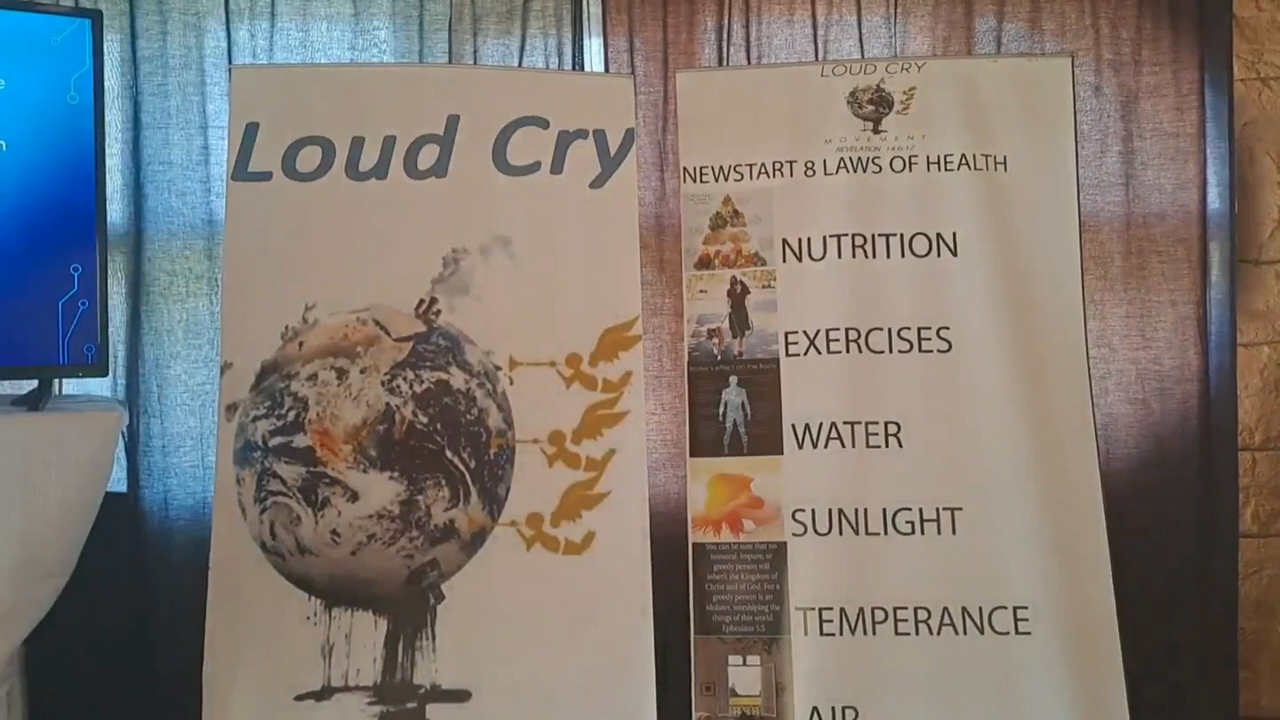 Loud Cry
LOUD CRY
MOVEMENT
REVELATION 14:6-12
NEWSTART 8 LAWS OF HEALTH
NUTRITION
EXERCISES
Water's effect on the Body
WATER
SUNLIGHT
You can be sure that no
immoral, impure, or
greedy person will
inherit the kingdom of
Christ and of God. For a
greedy person is an
idolater, worshiping the
things of this world.
Ephesians 5:5
TEMPERANCE
AIR